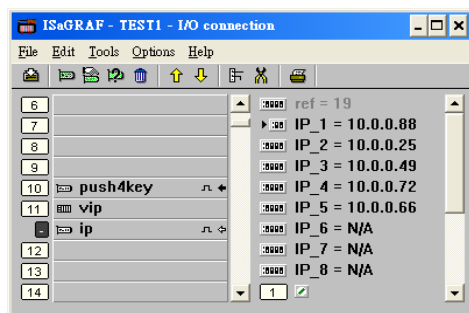 ISaGRAF - TEST1 - I/O connection
File Edit Tools Options Help
6
7
8
9
10 push4key
11 vip
ip
12
13
14
ref = 19
IP_1 = 10.0.0.88
IP_2 = 10.0.0.25
IP_3 = 10.0.0.49
IP_4 = 10.0.0.72
IP_5 = 10.0.0.66
IP_6 = N/A
IP_7 = N/A
IP_8 = N/A
1